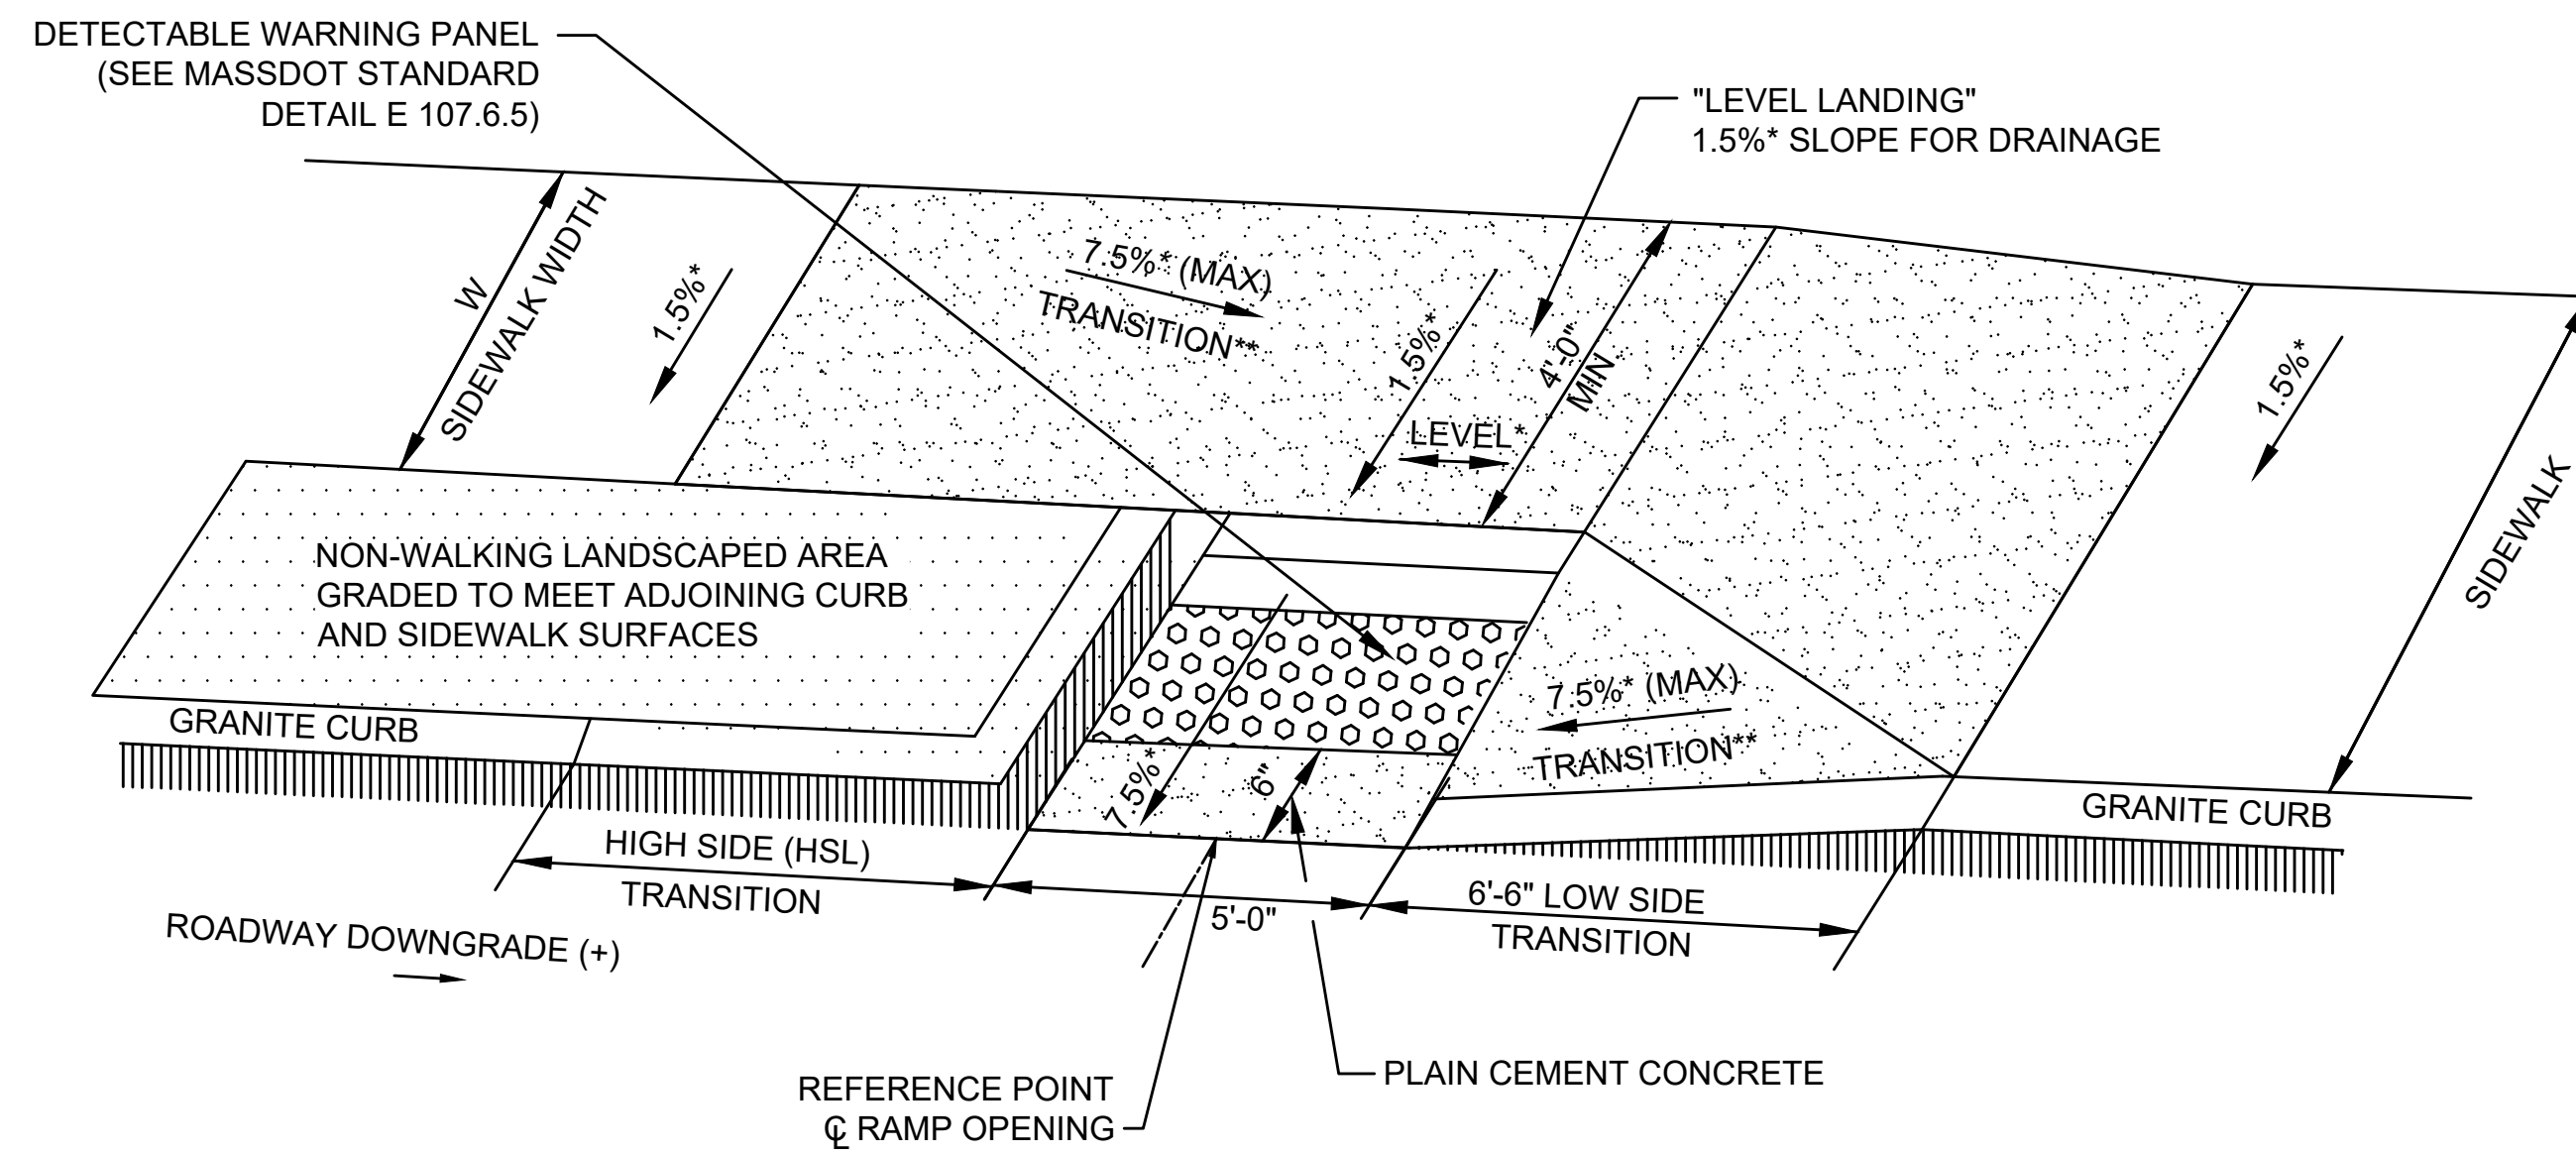 DETECTABLE WARNING PANEL
(SEE MASSDOT STANDARD
DETAIL E 107.6.5)
"LEVEL LANDING"
1.5%* SLOPE FOR DRAINAGE
W
SIDEWALK WIDTH
1.5%*
7.5%* (MAX)
TRANSITION**
1.5%*
LEVEL*
4'-0"
MIN.
1.5%*
SIDEWALK
NON-WALKING LANDSCAPED AREA
GRADED TO MEET ADJOINING CURB
AND SIDEWALK SURFACES
GRANITE CURB
7.5%*
6"
7.5%* (MAX)
TRANSITION**
GRANITE CURB
HIGH SIDE (HSL)
TRANSITION
5'-0"
6'-6" LOW SIDE
TRANSITION
ROADWAY DOWNGRADE (+)
REFERENCE POINT
℄ RAMP OPENING
PLAIN CEMENT CONCRETE